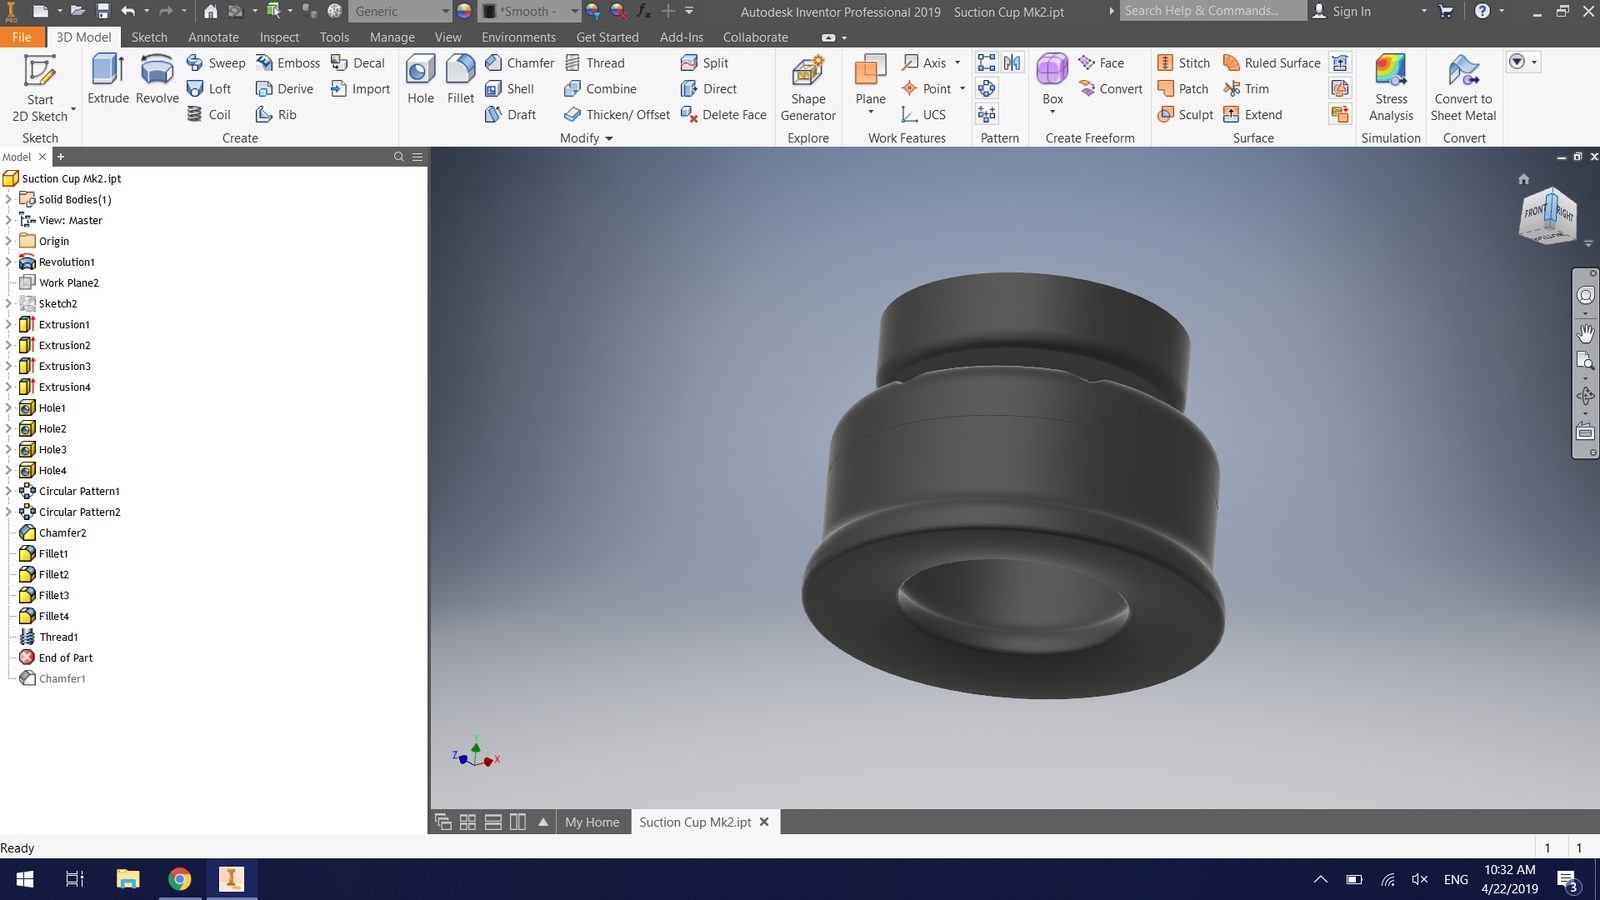 PRO
Generic
*Smooth -
Autodesk Inventor Professional 2019 Suction Cup Mk2.ipt
Search Help & Commands...
Sign In
File 3D Model Sketch Annotate Inspect Tools Manage View Environments Get Started Add-Ins Collaborate
Start
2D Sketch
Sketch
Extrude
Revolve
Sweep
Loft
Coil
Emboss
Derive
Rib
Decal
Import
Create
Hole
Fillet
Chamfer
Shell
Draft
Thread
Combine
Thicken/ Offset
Split
Direct
Delete Face
Modify
Shape
Generator
Explore
Plane
Axis
Point
UCS
Work Features
Pattern
Box
Face
Convert
Create Freeform
Stitch
Patch
Sculpt
Ruled Surface
Trim
Extend
Surface
Stress
Analysis
Simulation
Convert to
Sheet Metal
Convert
Model
Suction Cup Mk2.ipt
Solid Bodies(1)
View: Master
Origin
Revolution1
Work Plane2
Sketch2
Extrusion1
Extrusion2
Extrusion3
Extrusion4
Hole1
Hole2
Hole3
Hole4
Circular Pattern1
Circular Pattern2
Chamfer2
Fillet1
Fillet2
Fillet3
Fillet4
Thread1
End of Part
Chamfer1
FRONT
RIGHT
Y
Z
X
My Home
Suction Cup Mk2.ipt
Ready
1 1
ENG
10:32 AM
4/22/2019
3